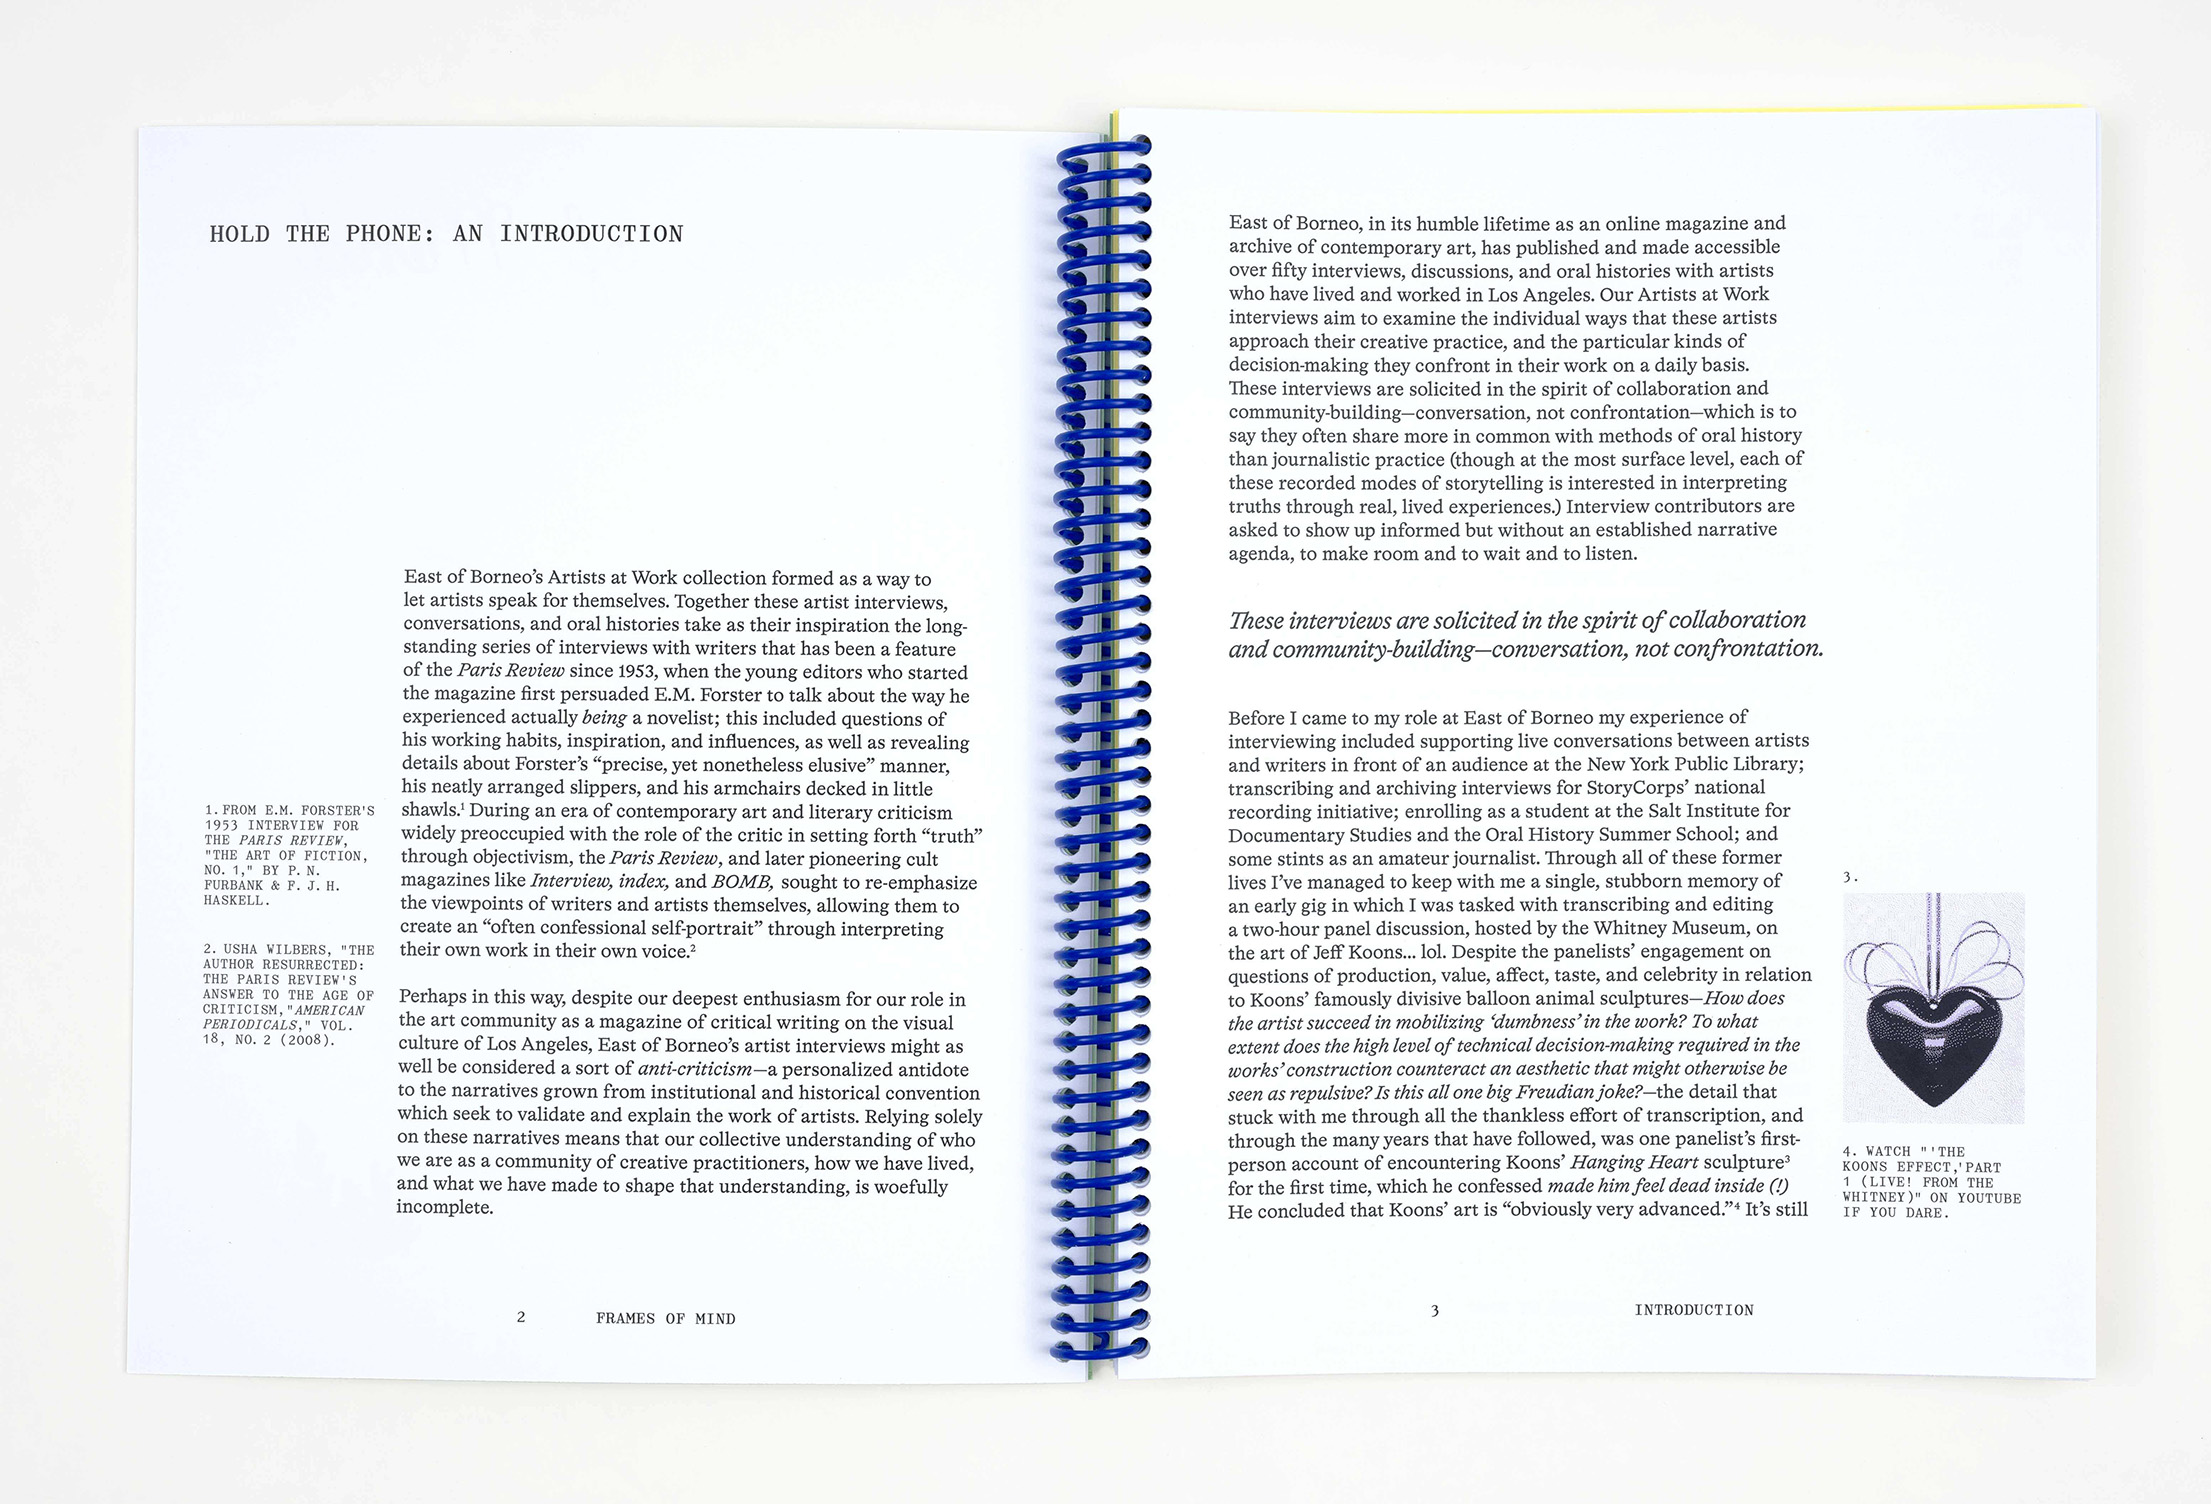 HOLD THE PHONE: AN INTRODUCTION
East of Borneo’s Artists at Work collection formed as a way to
let artists speak for themselves. Together these artist interviews,
conversations, and oral histories take as their inspiration the long-
standing series of interviews with writers that has been a feature
of the Paris Review since 1953, when the young editors who started
the magazine first persuaded E.M. Forster to talk about the way he
experienced actually being a novelist; this included questions of
his working habits, inspiration, and influences, as well as revealing
details about Forster’s “precise, yet nonetheless elusive” manner,
his neatly arranged slippers, and his armchairs decked in little
shawls.¹ During an era of contemporary art and literary criticism
widely preoccupied with the role of the critic in setting forth “truth”
through objectivism, the Paris Review, and later pioneering cult
magazines like Interview, index, and BOMB, sought to re-emphasize
the viewpoints of writers and artists themselves, allowing them to
create an “often confessional self-portrait” through interpreting
their own work in their own voice.²
Perhaps in this way, despite our deepest enthusiasm for our role in
the art community as a magazine of critical writing on the visual
culture of Los Angeles, East of Borneo’s artist interviews might as
well be considered a sort of anti-criticism—a personalized antidote
to the narratives grown from institutional and historical convention
which seek to validate and explain the work of artists. Relying solely
on these narratives means that our collective understanding of who
we are as a community of creative practitioners, how we have lived,
and what we have made to shape that understanding, is woefully
incomplete.
1. FROM E.M. FORSTER'S
1953 INTERVIEW FOR
THE PARIS REVIEW,
"THE ART OF FICTION,
NO. 1," BY P. N.
FURBANK & F. J. H.
HASKELL.
2. USHA WILBERS, "THE
AUTHOR RESURRECTED:
THE PARIS REVIEW'S
ANSWER TO THE AGE OF
CRITICISM, "AMERICAN
PERIODICALS," VOL.
18, NO. 2 (2008).
2 FRAMES OF MIND
East of Borneo, in its humble lifetime as an online magazine and
archive of contemporary art, has published and made accessible
over fifty interviews, discussions, and oral histories with artists
who have lived and worked in Los Angeles. Our Artists at Work
interviews aim to examine the individual ways that these artists
approach their creative practice, and the particular kinds of
decision-making they confront in their work on a daily basis.
These interviews are solicited in the spirit of collaboration and
community-building—conversation, not confrontation—which is to
say they often share more in common with methods of oral history
than journalistic practice (though at the most surface level, each of
these recorded modes of storytelling is interested in interpreting
truths through real, lived experiences.) Interview contributors are
asked to show up informed but without an established narrative
agenda, to make room and to wait and to listen.
These interviews are solicited in the spirit of collaboration
and community-building—conversation, not confrontation.
Before I came to my role at East of Borneo my experience of
interviewing included supporting live conversations between artists
and writers in front of an audience at the New York Public Library;
transcribing and archiving interviews for StoryCorps’ national
recording initiative; enrolling as a student at the Salt Institute for
Documentary Studies and the Oral History Summer School; and
some stints as an amateur journalist. Through all of these former
lives I’ve managed to keep with me a single, stubborn memory of
an early gig in which I was tasked with transcribing and editing
a two-hour panel discussion, hosted by the Whitney Museum, on
the art of Jeff Koons... lol. Despite the panelists’ engagement on
questions of production, value, affect, taste, and celebrity in relation
to Koons’ famously divisive balloon animal sculptures—How does
the artist succeed in mobilizing ‘dumbness’ in the work? To what
extent does the high level of technical decision-making required in the
works’ construction counteract an aesthetic that might otherwise be
seen as repulsive? Is this all one big Freudian joke?—the detail that
stuck with me through all the thankless effort of transcription, and
through the many years that have followed, was one panelist’s first-
person account of encountering Koons’ Hanging Heart sculpture³
for the first time, which he confessed made him feel dead inside (!)
He concluded that Koons’ art is “obviously very advanced.”⁴ It’s still
3.
4. WATCH "'THE
KOONS EFFECT,' PART
1 (LIVE! FROM THE
WHITNEY)" ON YOUTUBE
IF YOU DARE.
3 INTRODUCTION